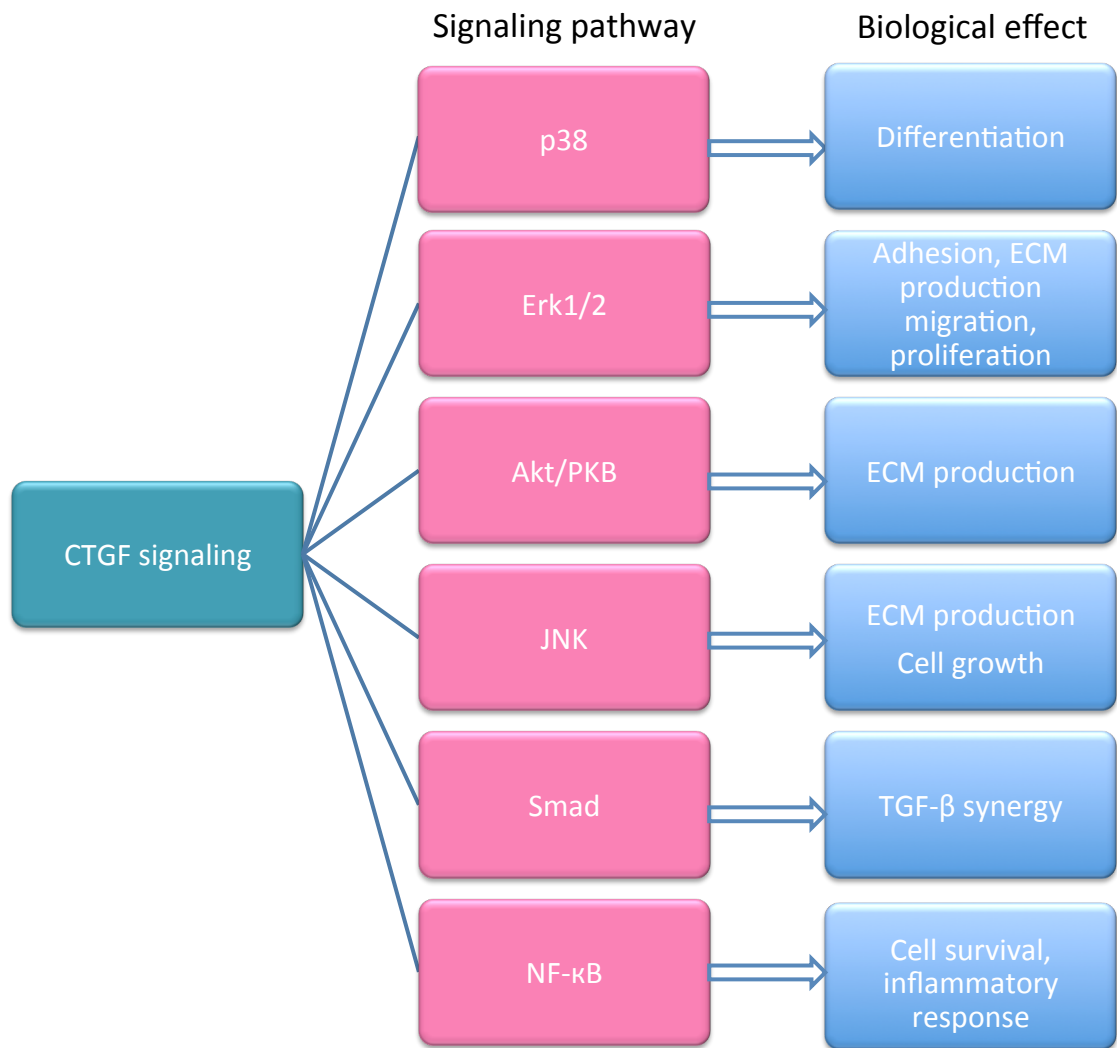 Signaling pathway
Biological effect
p38
Differentiation
Erk1/2
Adhesion, ECM
production
migration,
proliferation
Akt/PKB
ECM production
CTGF signaling
JNK
ECM production
Cell growth
Smad
TGF-β synergy
NF-κB
Cell survival,
inflammatory
response